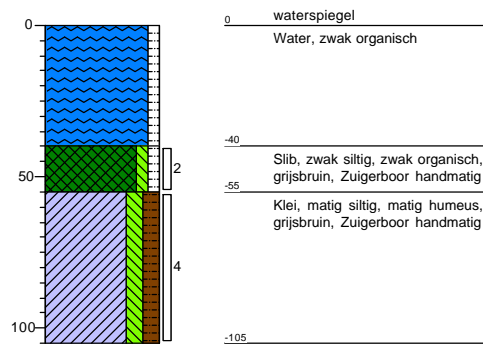 0
0
waterspiegel
Water, zwak organisch
-40
2
Slib, zwak siltig, zwak organisch,
grijsbruin, Zuigerboor handmatig
50
-55
Klei, matig siltig, matig humeus,
grijsbruin, Zuigerboor handmatig
4
100
-105